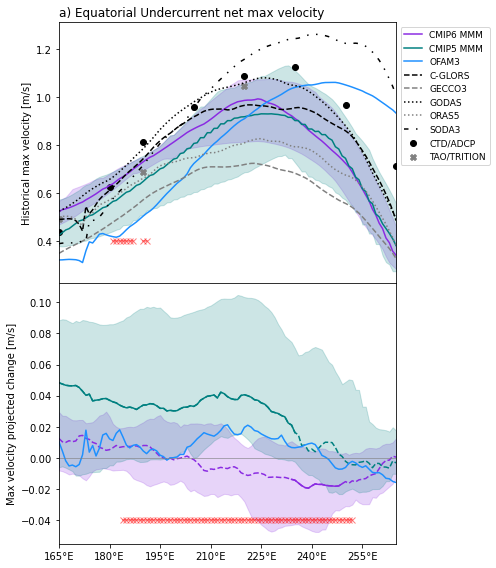 a) Equatorial Undercurrent net max velocity
Historical max velocity [m/s]
1.2
1.0
0.8
0.6
0.4
CMIP6 MMM
CMIP5 MMM
OFAM3
C-GLORS
GECCO3
GODAS
ORAS5
SODA3
CTD/ADCP
TAO/TRITION
Max velocity projected change [m/s]
0.10
0.08
0.06
0.04
0.02
0.00
−0.02
−0.04
165°E 180°E 195°E 210°E 225°E 240°E 255°E